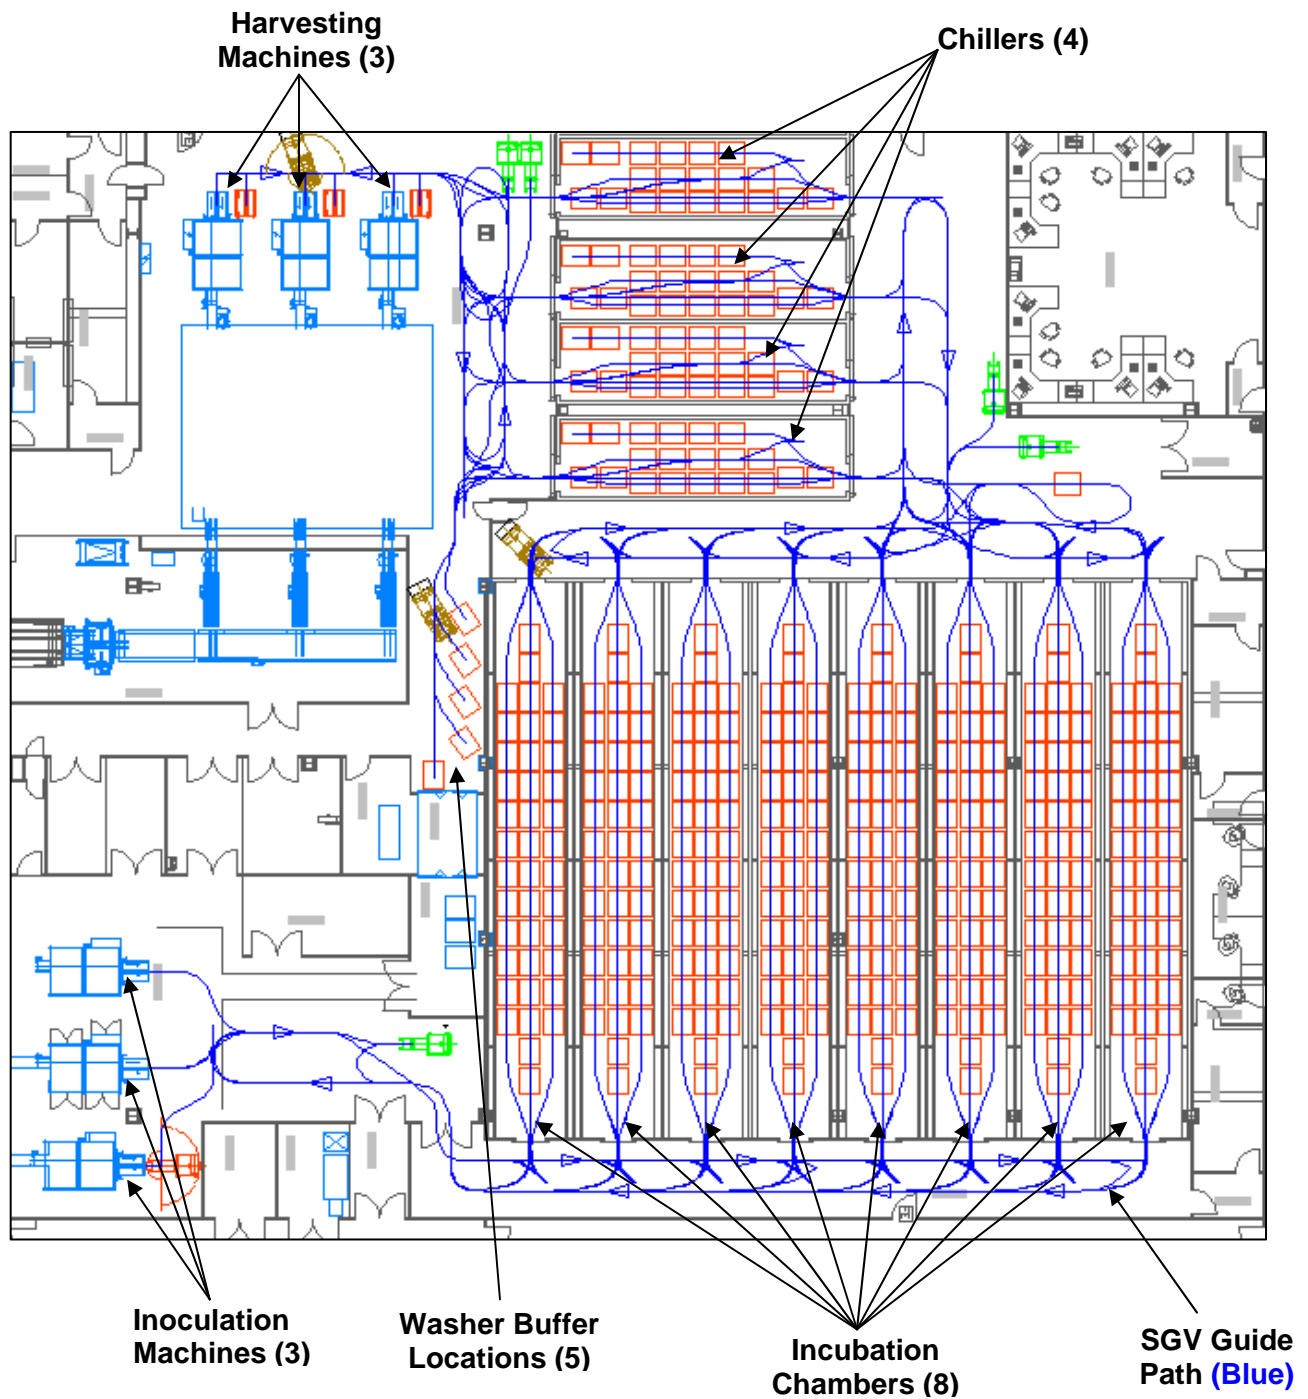 Harvesting
Machines (3)
Chillers (4)
Inoculation
Machines (3)
Washer Buffer
Locations (5)
Incubation
Chambers (8)
SGV Guide
Path (Blue)